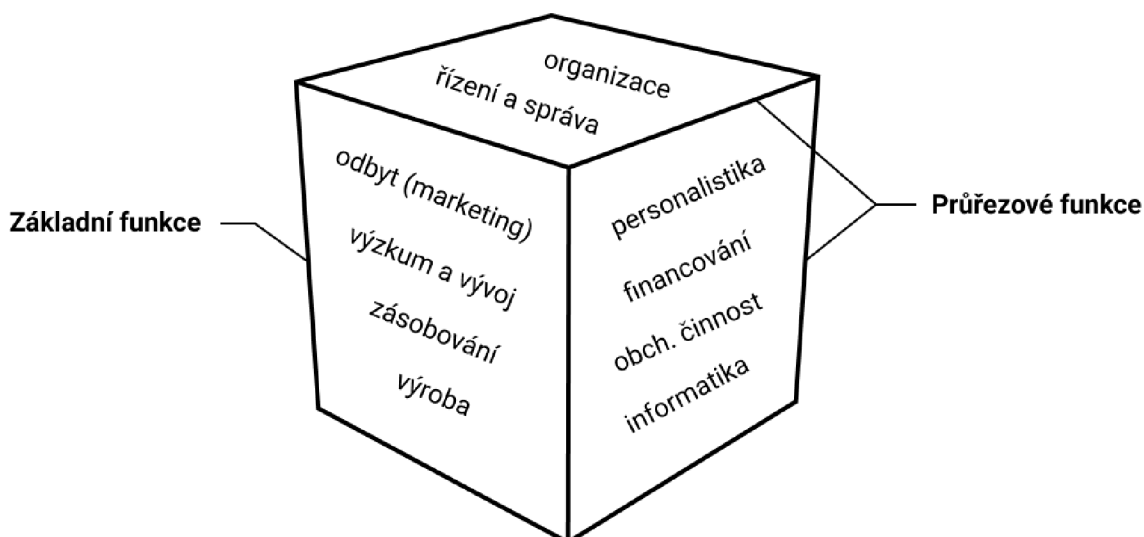 organizace
řízení a správa
odbyt (marketing)
výzkum a vývoj
zásobování
výroba
personalistika
financování
obch. činnost
informatika
Základní funkce
Průřezové funkce